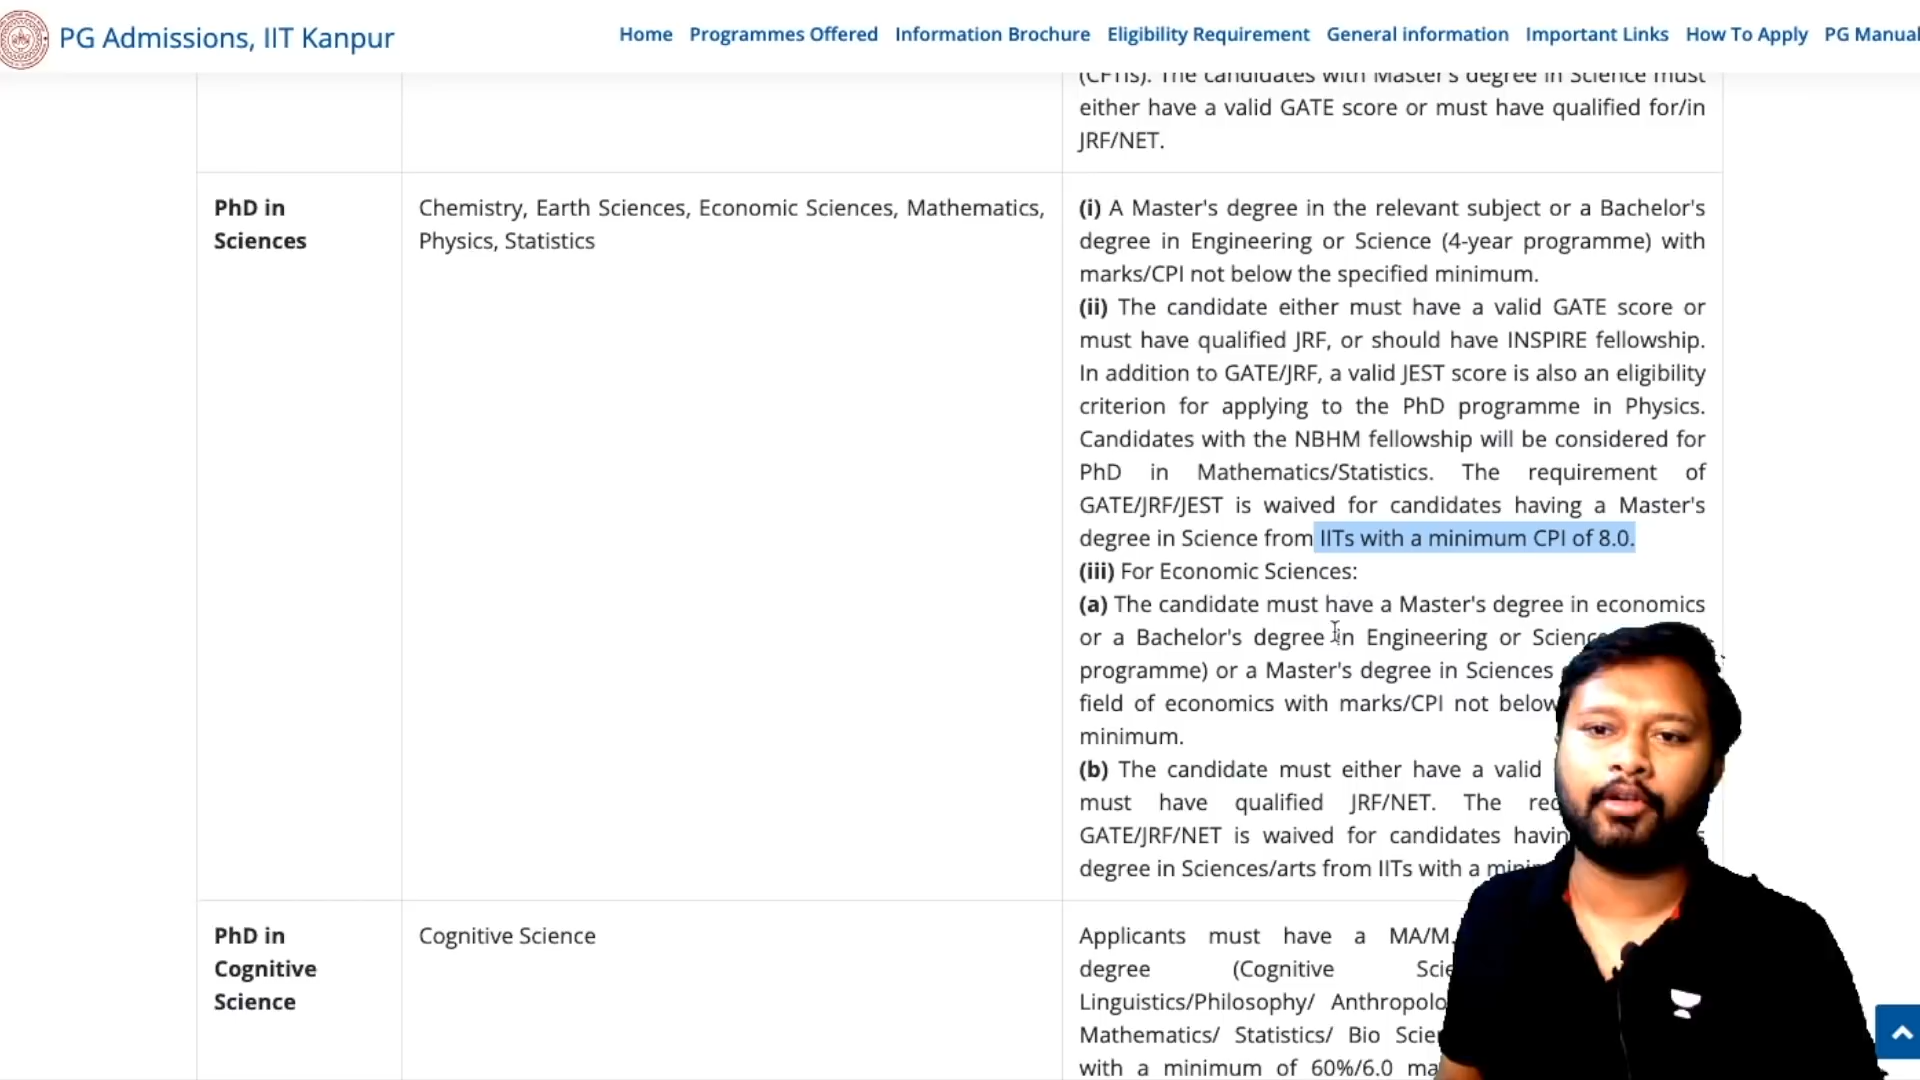 PG Admissions, IIT Kanpur
Home Programmes Offered Information Brochure Eligibility Requirement General information Important Links How To Apply PG Manual
(CFTIs). The candidates with Master's degree in Science must
either have a valid GATE score or must have qualified for/in
JRF/NET.
PhD in
Sciences
Chemistry, Earth Sciences, Economic Sciences, Mathematics,
Physics, Statistics
(i) A Master's degree in the relevant subject or a Bachelor's
degree in Engineering or Science (4-year programme) with
marks/CPI not below the specified minimum.
(ii) The candidate either must have a valid GATE score or
must have qualified JRF, or should have INSPIRE fellowship.
In addition to GATE/JRF, a valid JEST score is also an eligibility
criterion for applying to the PhD programme in Physics.
Candidates with the NBHM fellowship will be considered for
PhD in Mathematics/Statistics. The requirement of
GATE/JRF/JEST is waived for candidates having a Master's
degree in Science from IITs with a minimum CPI of 8.0.
(iii) For Economic Sciences:
(a) The candidate must have a Master's degree in economics
or a Bachelor's degree in Engineering or
programme) or a Master's degree in Sciences
field of economics with marks/CPI not below
minimum.
(b) The candidate must either have a valid
must have qualified JRF/NET. The
GATE/JRF/NET is waived for candidates
degree in Sciences/arts from IITs with a
PhD in
Cognitive
Science
Cognitive Science
Applicants must have a
degree (Cognitive
Linguistics/Philosophy/
Mathematics/ Statistics/ Bio
with a minimum of 60%/6.0